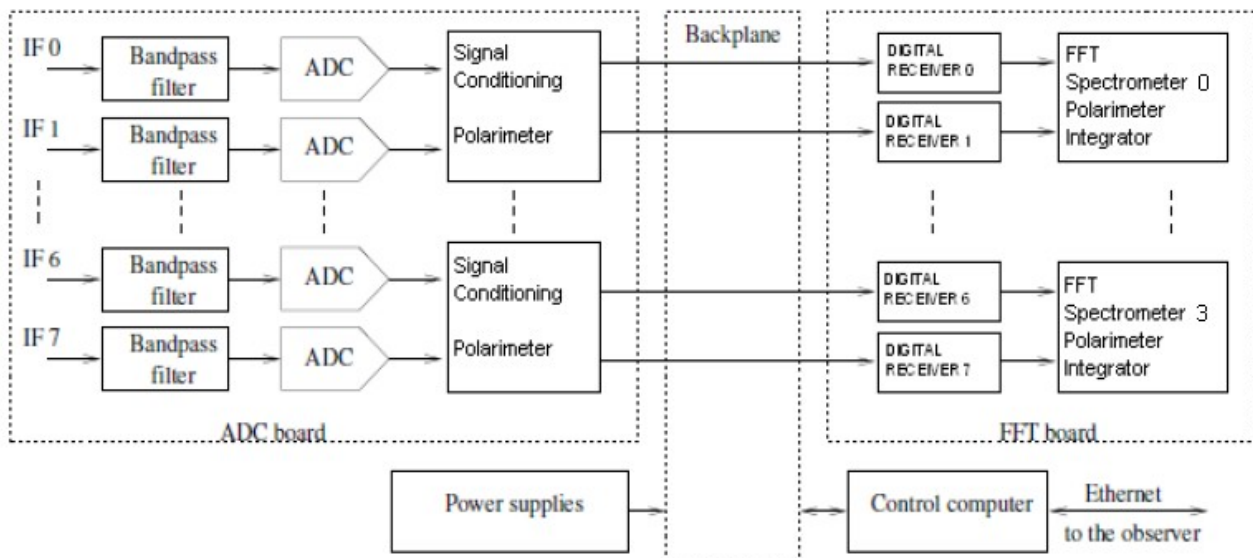 IF 0
Bandpass
filter
ADC
Signal
Conditioning
Polarimeter
IF 1
Bandpass
filter
ADC
Backplane
DIGITAL
RECEIVER 0
FFT
Spectrometer 0
Polarimeter
Integrator
DIGITAL
RECEIVER 1
IF 6
Bandpass
filter
ADC
Signal
Conditioning
Polarimeter
IF 7
Bandpass
filter
ADC
DIGITAL
RECEIVER 6
FFT
Spectrometer 3
Polarimeter
Integrator
DIGITAL
RECEIVER 7
ADC board
FFT board
Power supplies
Control computer
Ethernet
to the observer